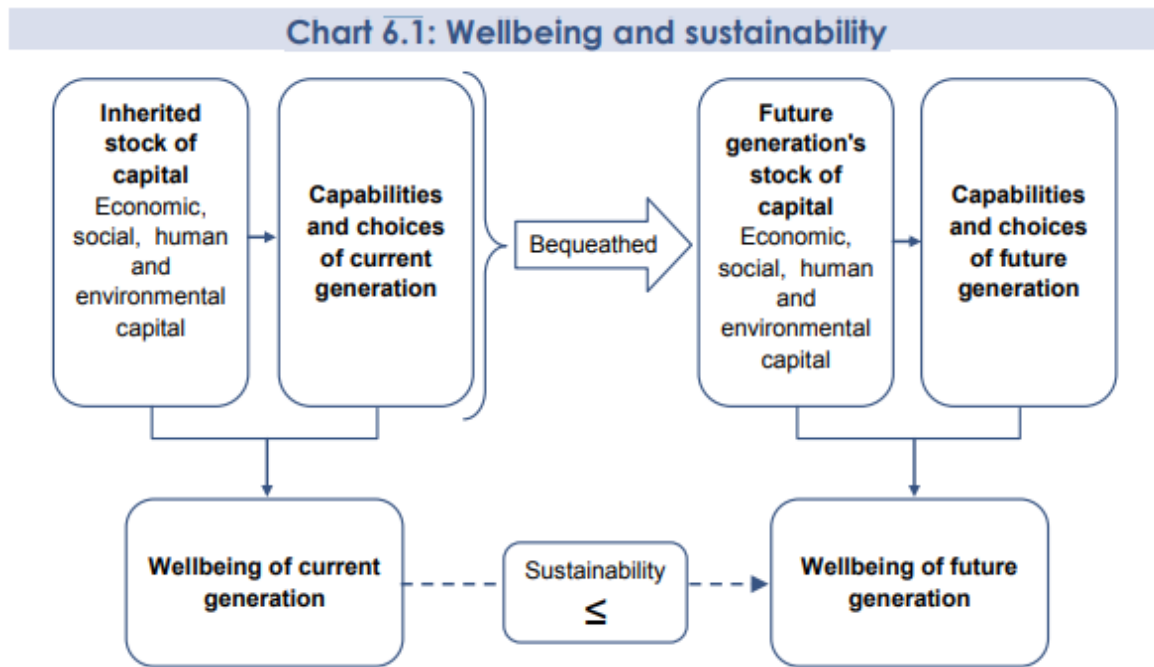 Chart 6.1: Wellbeing and sustainability
Inherited
stock of
capital
Economic,
social, human
and
environmental
capital
Capabilities
and choices
of current
generation
Bequeathed
Future
generation's
stock of
capital
Economic,
social, human
and
environmental
capital
Capabilities
and choices
of future
generation
Wellbeing of current
generation
Sustainability
≤
Wellbeing of future
generation